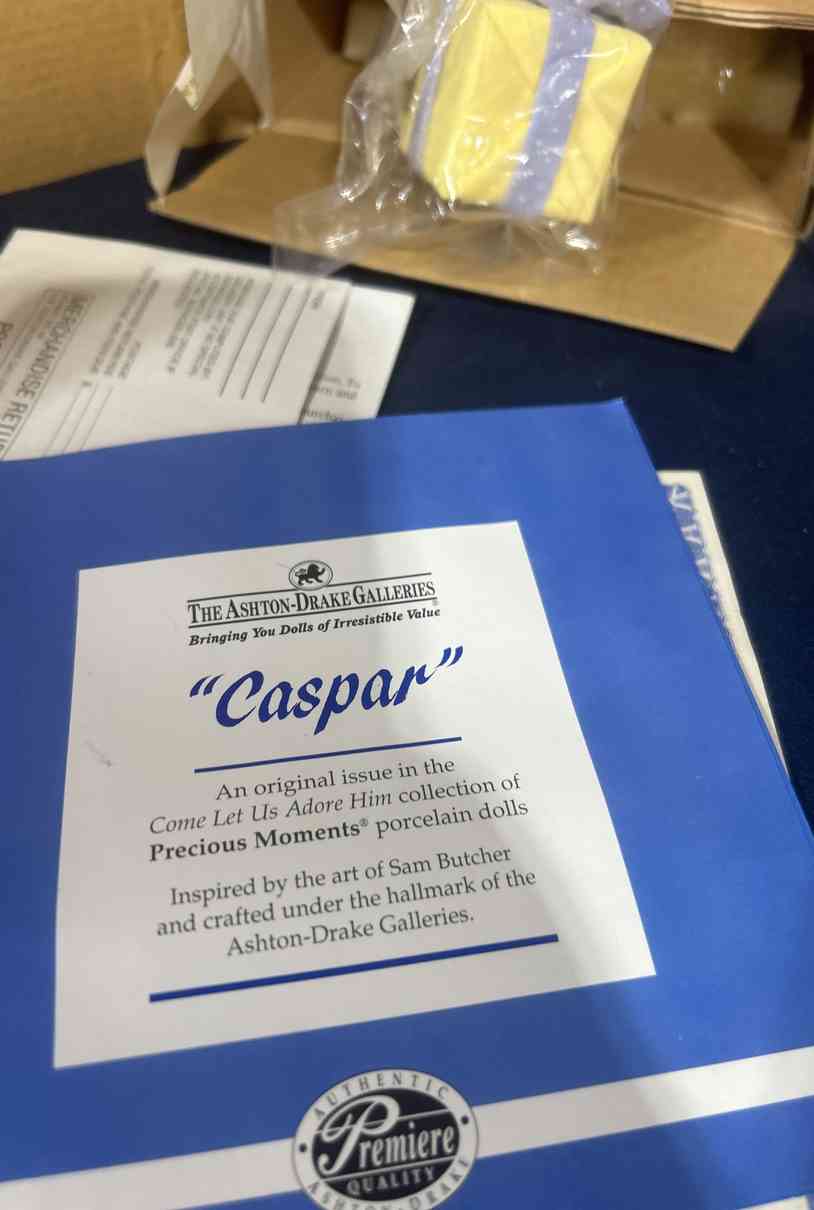 MERCHANDISE RETU
THE ASHTON-DRAKE GALLERIES®
Bringing You Dolls of Irresistible Value
"Caspar"
An original issue in the
Come Let Us Adore Him collection of
Precious Moments® porcelain dolls
Inspired by the art of Sam Butcher
and crafted under the hallmark of the
Ashton-Drake Galleries.
AUTHENTIC
Premiere
QUALITY
ASHTON-DRAKE